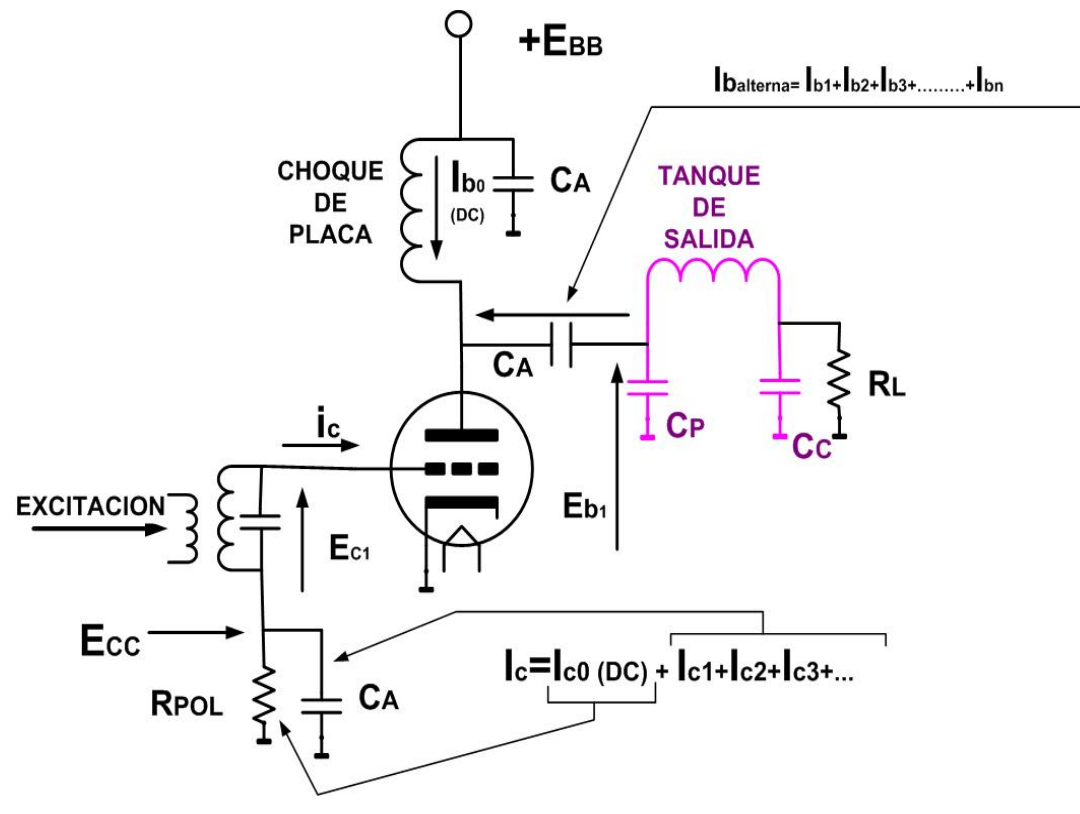 +EBB
Ibalterna= Ib1+Ib2+Ib3+.........+Ibn
CHOQUE
DE
PLACA
Ib0
(DC)
CA
TANQUE
DE
SALIDA
CA
RL
CP
CC
ic
EXCITACION
EC1
Eb1
ECC
Ic=Ic0 (DC) + Ic1+Ic2+Ic3+...
RPOL
CA